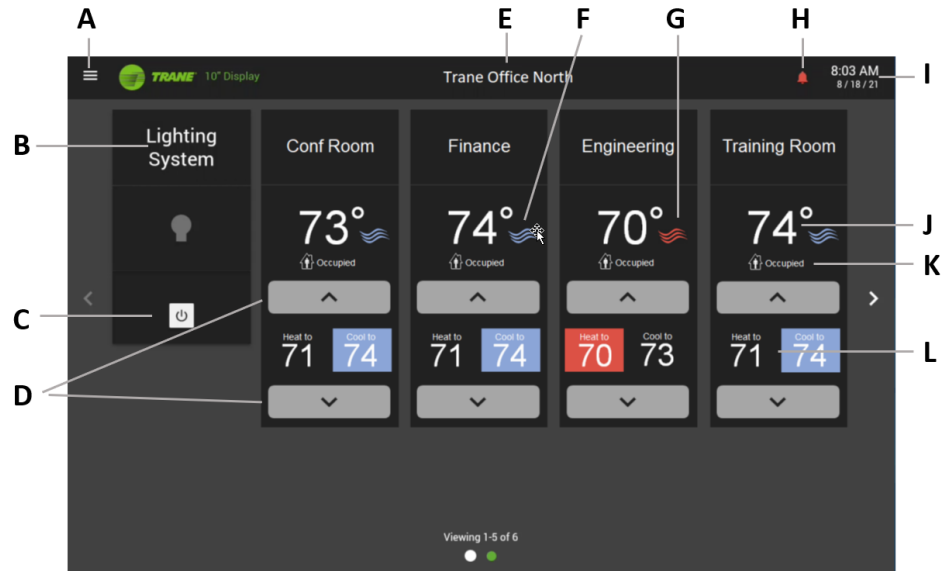 A
E
F
G
H
TRANE 10" Display
Trane Office North
8:03 AM
8 / 18 / 21
I
B
Lighting
System
Conf Room
Finance
Engineering
Training Room
73°
74°
70°
74°
J
Occupied
Occupied
Occupied
Occupied
K
C
Heat to
71
Cool to
74
Heat to
71
Cool to
74
Heat to
70
Cool to
73
Heat to
71
Cool to
74
L
D
Viewing 1-5 of 6